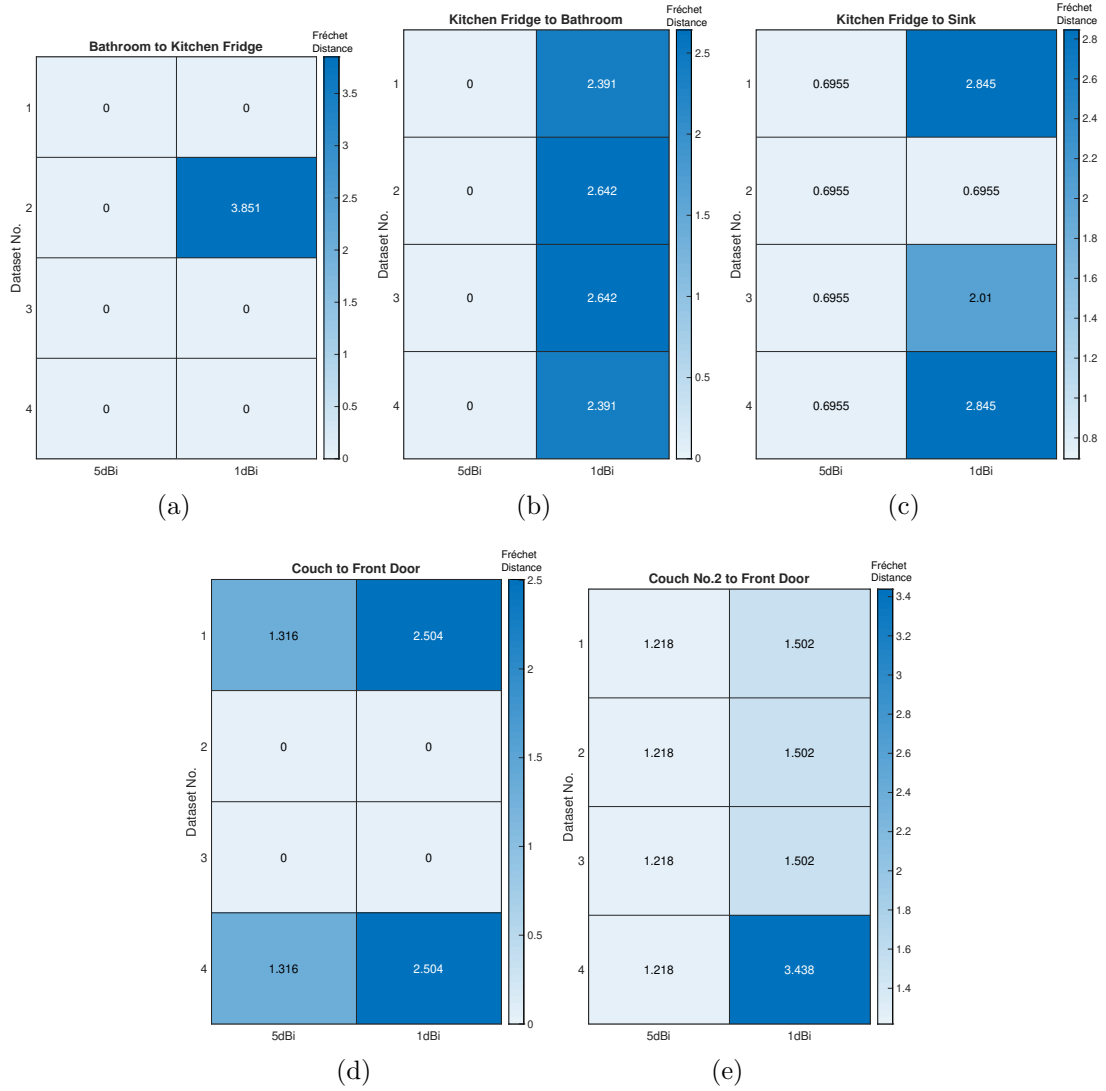 Bathroom to Kitchen Fridge
Fréchet
Distance
Dataset No.
1
0
0
2
0
3.851
3
0
0
4
0
0
5dBi
1dBi
3.5
3
2.5
2
1.5
1
0.5
0
(a)
Kitchen Fridge to Bathroom
Fréchet
Distance
Dataset No.
1
0
2.391
2
0
2.642
3
0
2.642
4
0
2.391
5dBi
1dBi
2.5
2
1.5
1
0.5
0
(b)
Kitchen Fridge to Sink
Fréchet
Distance
Dataset No.
1
0.6955
2.845
2
0.6955
0.6955
3
0.6955
2.01
4
0.6955
2.845
5dBi
1dBi
2.8
2.6
2.4
2.2
2
1.8
1.6
1.4
1.2
1
0.8
(c)
Couch to Front Door
Fréchet
Distance
Dataset No.
1
1.316
2.504
2
0
0
3
0
0
4
1.316
2.504
5dBi
1dBi
2.5
2
1.5
1
0.5
0
(d)
Couch No.2 to Front Door
Fréchet
Distance
Dataset No.
1
1.218
1.502
2
1.218
1.502
3
1.218
1.502
4
1.218
3.438
5dBi
1dBi
3.4
3.2
3
2.8
2.6
2.4
2.2
2
1.8
1.6
1.4
(e)